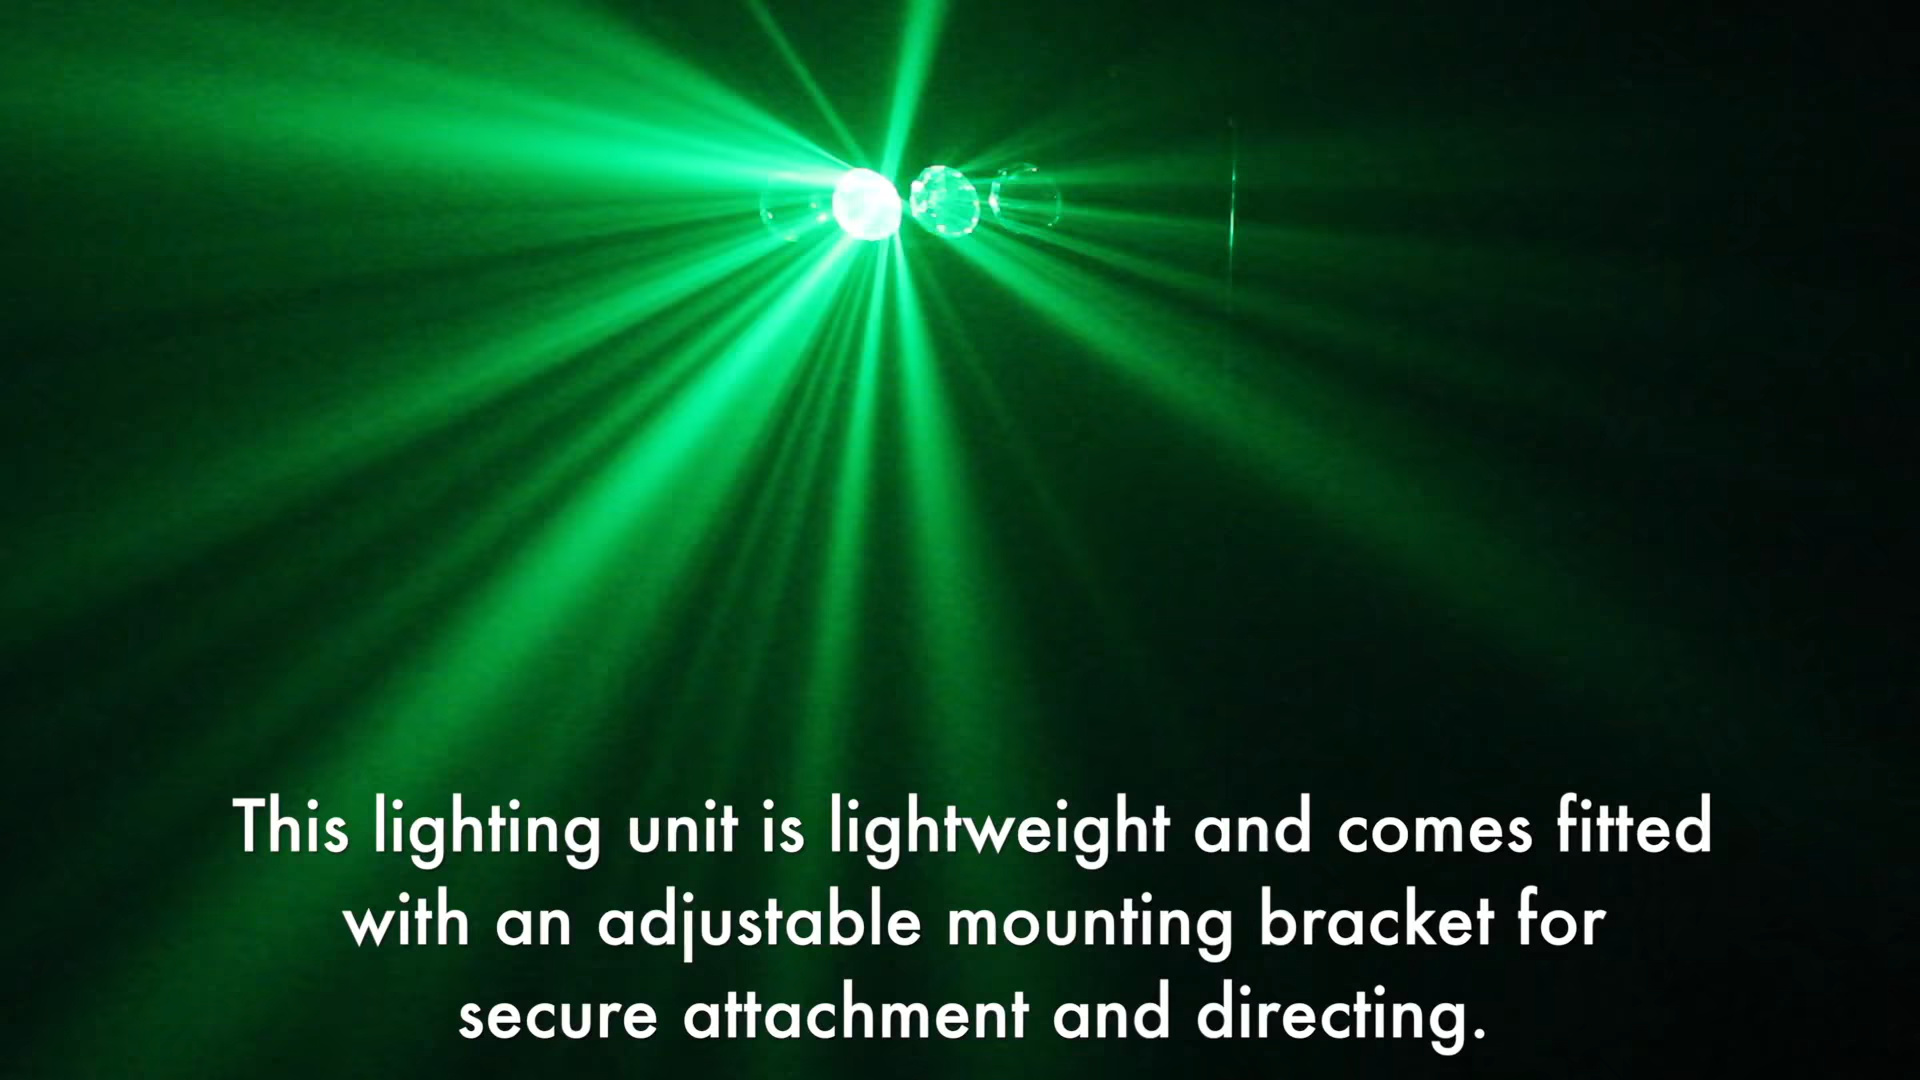 This lighting unit is lightweight and comes fitted
with an adjustable mounting bracket for
secure attachment and directing.